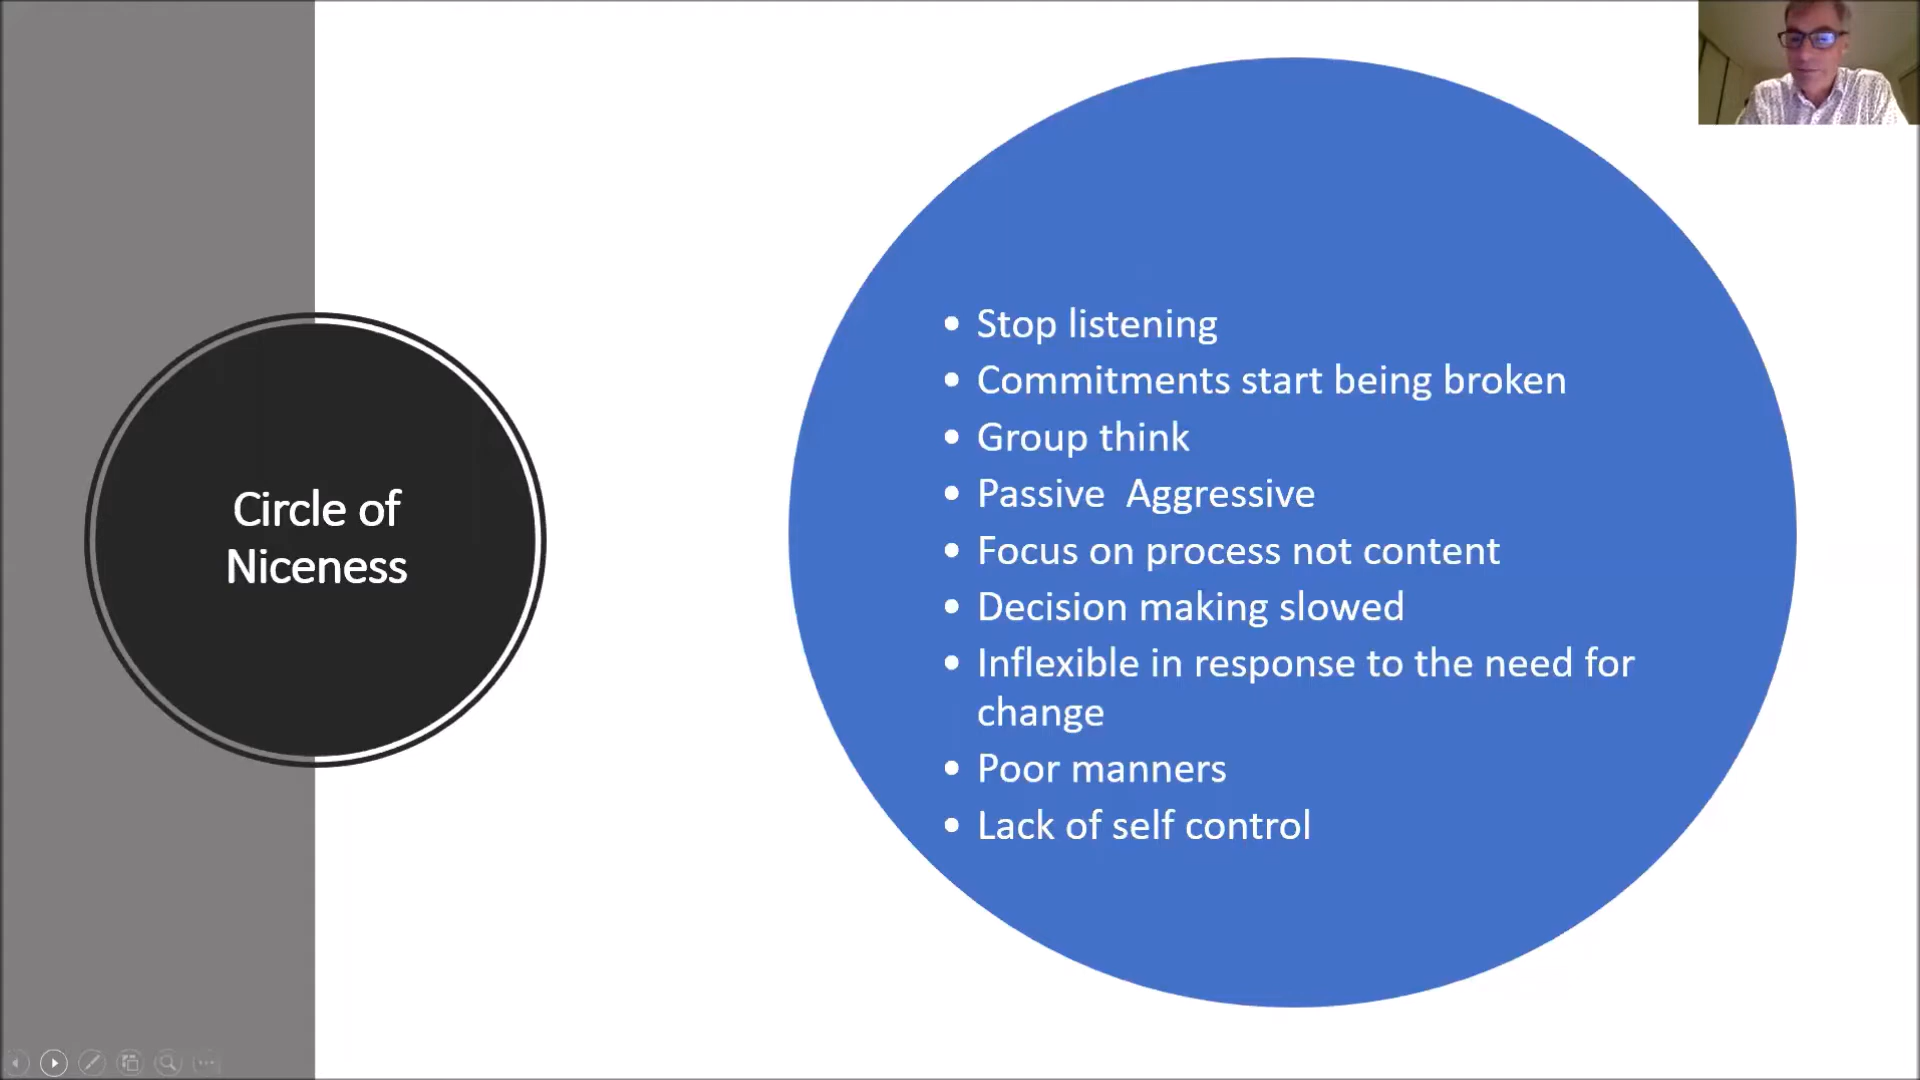 Circle of
Niceness
• Stop listening
• Commitments start being broken
• Group think
• Passive  Aggressive
• Focus on process not content
• Decision making slowed
• Inflexible in response to the need for
change
• Poor manners
• Lack of self control